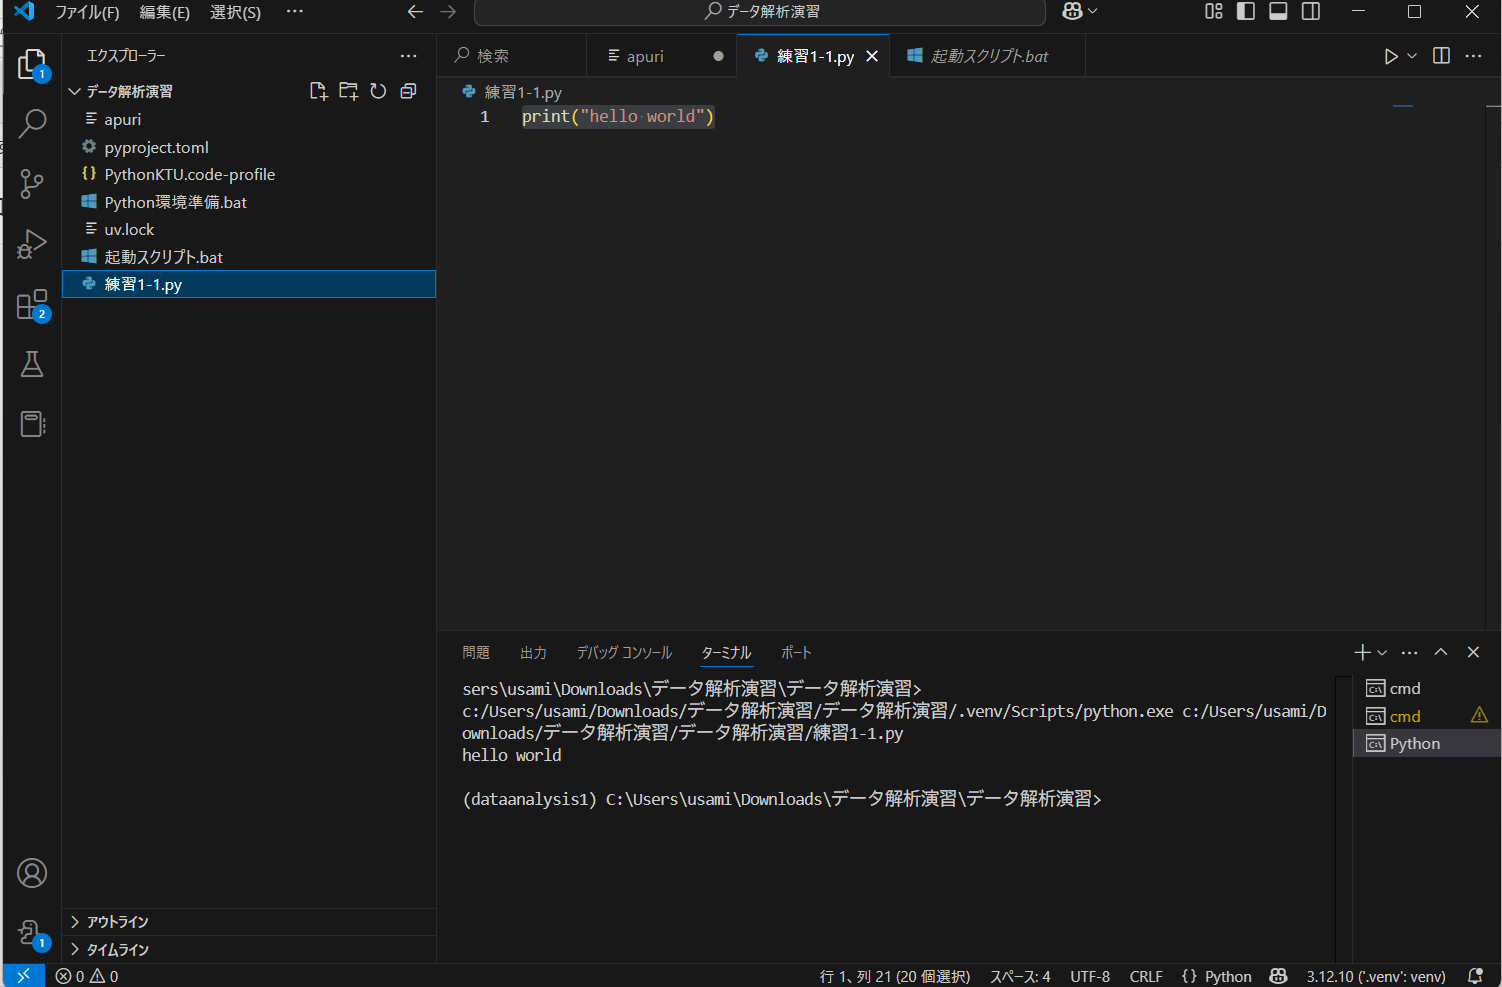 ファイル(F) 編集(E) 選択(S) ··· データ解析演習
エクスプローラー
データ解析演習
apuri
pyproject.toml
PythonKTU.code-profile
Python環境準備.bat
uv.lock
起動スクリプト.bat
練習1-1.py
アウトライン
タイムライン
1
2
1
検索 apuri 練習1-1.py 起動スクリプト.bat
練習1-1.py
1 print("hello world")
問題 出力 デバッグ コンソール ターミナル ポート
sers\usami\Downloads\データ解析演習\データ解析演習>
c:/Users/usami/Downloads/データ解析演習/データ解析演習/.venv/Scripts/python.exe c:/Users/usami/D
ownloads/データ解析演習/データ解析演習/練習1-1.py
hello world
(dataanalysis1) C:\Users\usami\Downloads\データ解析演習\データ解析演習>
cmd
cmd
Python
0 0 行 1、列 21 (20 個選択) スペース: 4 UTF-8 CRLF {} Python 3.12.10 ('.venv': venv)